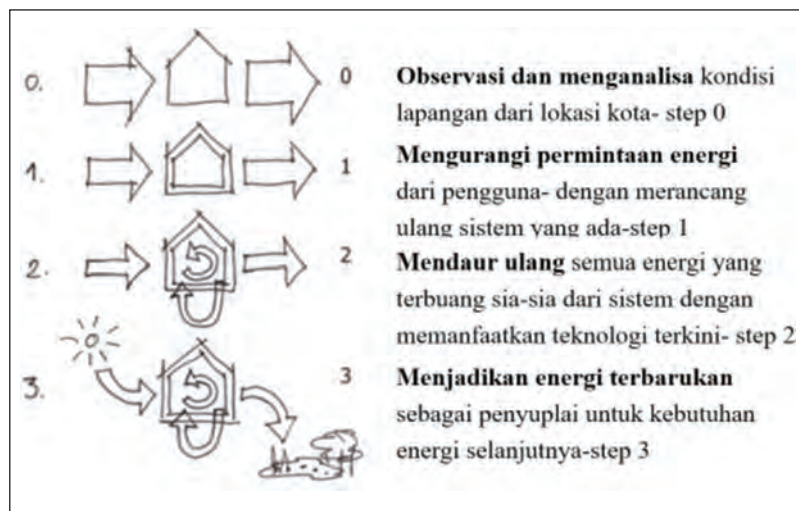 0.
0
Observasi dan menganalisa kondisi
lapangan dari lokasi kota- step 0
1.
1
Mengurangi permintaan energi
dari pengguna- dengan merancang
ulang sistem yang ada-step 1
2.
2
Mendaur ulang semua energi yang
terbuang sia-sia dari sistem dengan
memanfaatkan teknologi terkini- step 2
3.
3
Menjadikan energi terbarukan
sebagai penyuplai untuk kebutuhan
energi selanjutnya-step 3